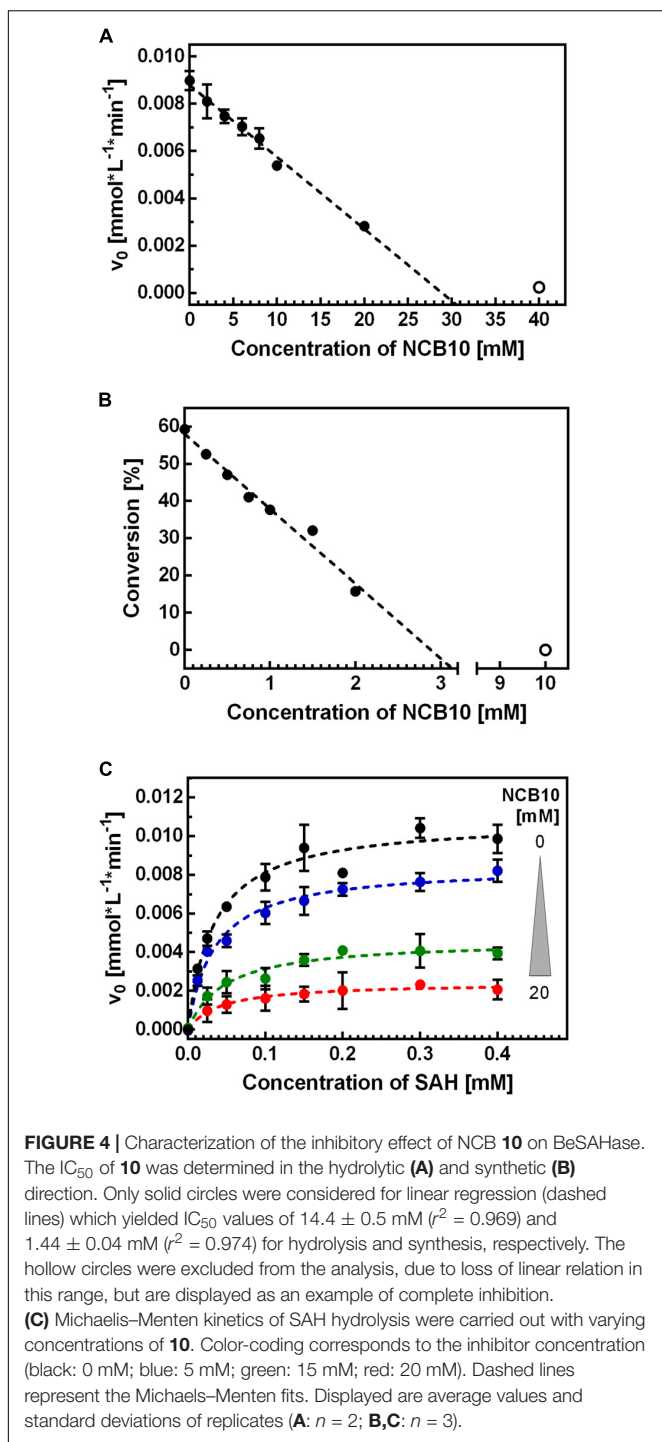 A
0.010
0.008
0.006
0.004
0.002
0.000
v₀ [mmol*L⁻¹*min⁻¹]
0 5 10 15 20 25 30 35 40
Concentration of NCB10 [mM]
B
60
50
40
30
20
10
0
Conversion [%]
0 1 2 3 9 10
Concentration of NCB10 [mM]
C
0.012
0.010
0.008
0.006
0.004
0.002
0.000
v₀ [mmol*L⁻¹*min⁻¹]
NCB10
[mM]
0
20
0.0 0.1 0.2 0.3 0.4
Concentration of SAH [mM]
FIGURE 4 | Characterization of the inhibitory effect of NCB 10 on BeSAHase.
The IC₅₀ of 10 was determined in the hydrolytic (A) and synthetic (B)
direction. Only solid circles were considered for linear regression (dashed
lines) which yielded IC₅₀ values of 14.4 ± 0.5 mM (r² = 0.969) and
1.44 ± 0.04 mM (r² = 0.974) for hydrolysis and synthesis, respectively. The
hollow circles were excluded from the analysis, due to loss of linear relation in
this range, but are displayed as an example of complete inhibition.
(C) Michaelis–Menten kinetics of SAH hydrolysis were carried out with varying
concentrations of 10. Color-coding corresponds to the inhibitor concentration
(black: 0 mM; blue: 5 mM; green: 15 mM; red: 20 mM). Dashed lines
represent the Michaels–Menten fits. Displayed are average values and
standard deviations of replicates (A: n = 2; B,C: n = 3).